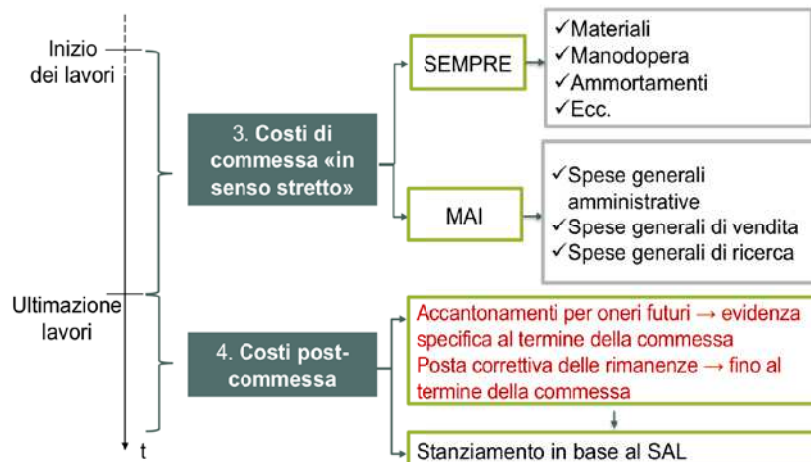 Inizio
dei lavori
3. Costi di
commessa «in
senso stretto»
SEMPRE
✓Materiali
✓Manodopera
✓Ammortamenti
✓Ecc.
MAI
✓Spese generali
amministrative
✓Spese generali di vendita
✓Spese generali di ricerca
Ultimazione
lavori
4. Costi post-
commessa
Accantonamenti per oneri futuri → evidenza
specifica al termine della commessa
Posta correttiva delle rimanenze → fino al
termine della commessa
Stanziamento in base al SAL
t